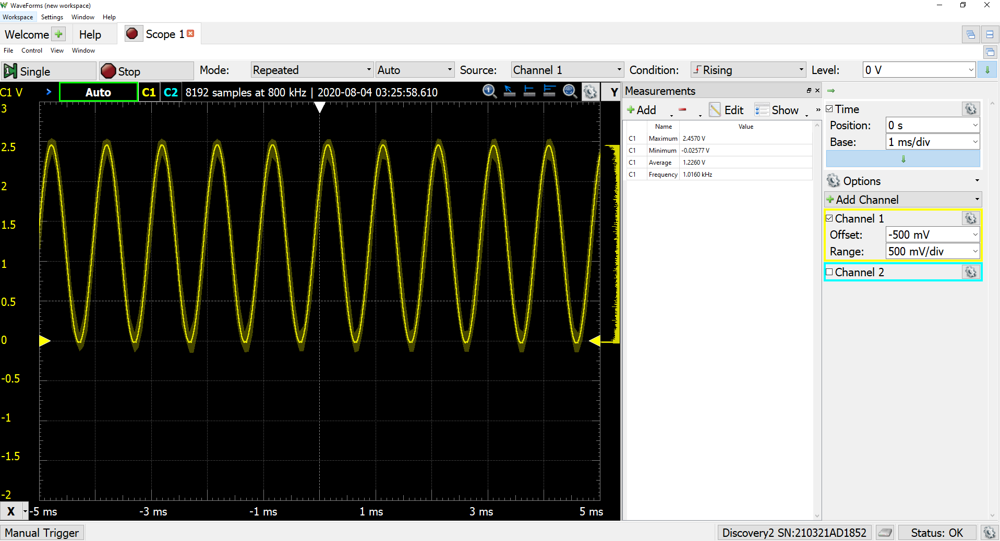 WaveForms (new workspace)
Workspace Settings Window Help
Welcome Help Scope 1
File Control View Window
Single Stop Mode: Repeated Auto Source: Channel 1 Condition: Rising Level: 0 V
C1 V Auto C1 C2 8192 samples at 800 kHz | 2020-08-04 03:25:58.610 Y
3
2.5
2
1.5
1
0.5
0
-0.5
-1
-1.5
-2
X -5 ms -3 ms -1 ms 1 ms 3 ms 5 ms
Measurements
Add Edit Show »
Name Value
C1 Maximum 2.4570 V
C1 Minimum -0.02577 V
C1 Average 1.2260 V
C1 Frequency 1.0160 kHz
Time
Position: 0 s
Base: 1 ms/div
Options
Add Channel
Channel 1
Offset: -500 mV
Range: 500 mV/div
Channel 2
Manual Trigger Discovery2 SN:210321AD1852 Status: OK